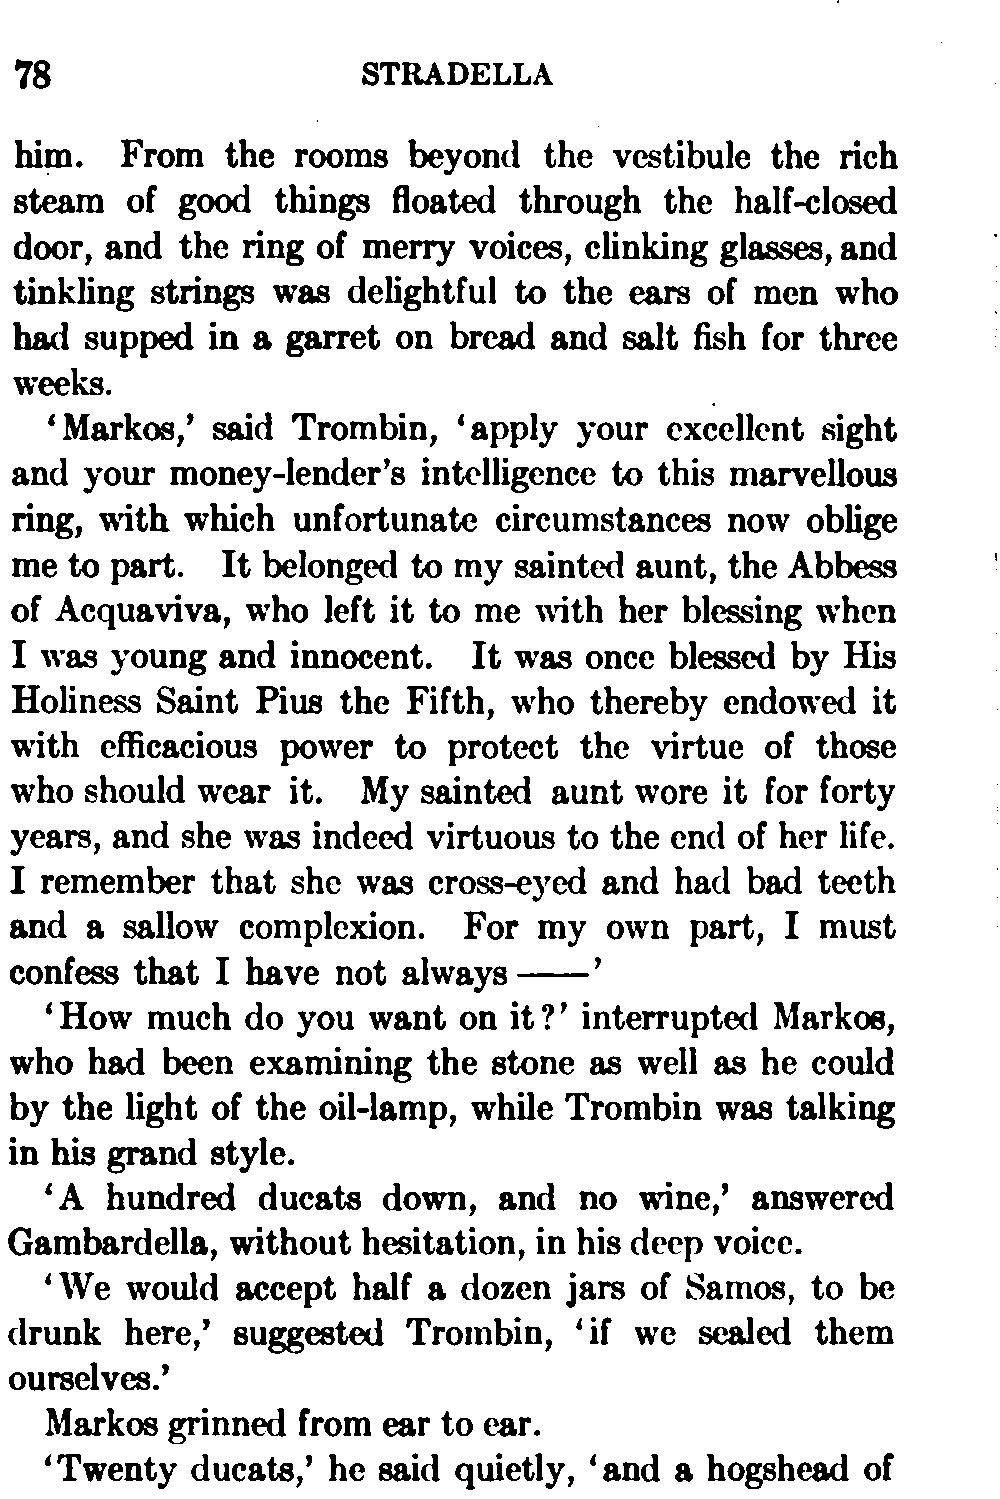 78 STRADELLA
him. From the rooms beyond the vestibule the rich
steam of good things floated through the half-closed
door, and the ring of merry voices, clinking glasses, and
tinkling strings was delightful to the ears of men who
had supped in a garret on bread and salt fish for three
weeks.
‘Markos,’ said Trombin, ‘apply your excellent sight
and your money-lender’s intelligence to this marvellous
ring, with which unfortunate circumstances now oblige
me to part. It belonged to my sainted aunt, the Abbess
of Acquaviva, who left it to me with her blessing when
I was young and innocent. It was once blessed by His
Holiness Saint Pius the Fifth, who thereby endowed it
with efficacious power to protect the virtue of those
who should wear it. My sainted aunt wore it for forty
years, and she was indeed virtuous to the end of her life.
I remember that she was cross-eyed and had bad teeth
and a sallow complexion. For my own part, I must
confess that I have not always ——’
‘How much do you want on it?’ interrupted Markos,
who had been examining the stone as well as he could
by the light of the oil-lamp, while Trombin was talking
in his grand style.
‘A hundred ducats down, and no wine,’ answered
Gambardella, without hesitation, in his deep voice.
‘We would accept half a dozen jars of Samos, to be
drunk here,’ suggested Trombin, ‘if we sealed them
ourselves.’
Markos grinned from ear to ear.
‘Twenty ducats,’ he said quietly, ‘and a hogshead of